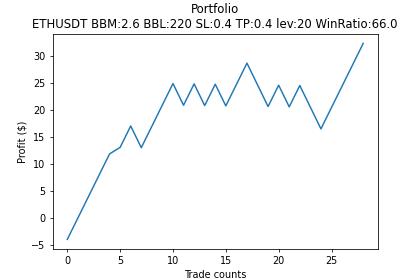 Portfolio
ETHUSDT BBM:2.6 BBL:220 SL:0.4 TP:0.4 lev:20 WinRatio:66.0
Profit ($)
30
25
20
15
10
5
0
−5
0 5 10 15 20 25
Trade counts